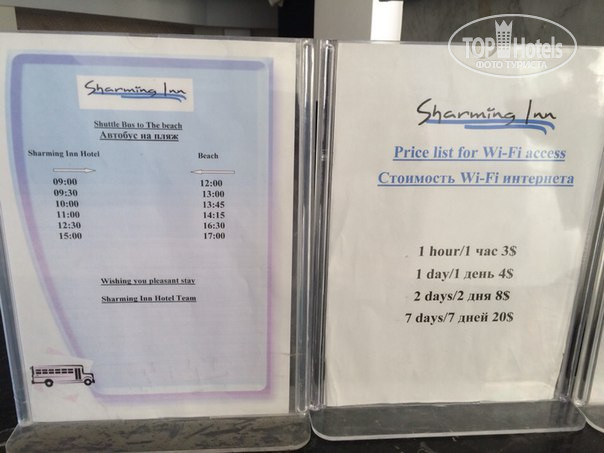 Sharming Inn
Shuttle Bus to The beach
Автобус на пляж
Sharming Inn Hotel Beach
09:00 12:00
09:30 13:00
10:00 13:45
11:00 14:15
12:30 16:30
15:00 17:00
Wishing you pleasant stay
Sharming Inn Hotel Team
TOP Hotels
ФОТО ТУРИСТА
Sharming Inn
Price list for Wi-Fi access
Стоимость Wi-Fi интернета
1 hour/1 час 3$
1 day/1 день 4$
2 days/2 дня 8$
7 days/7 дней 20$